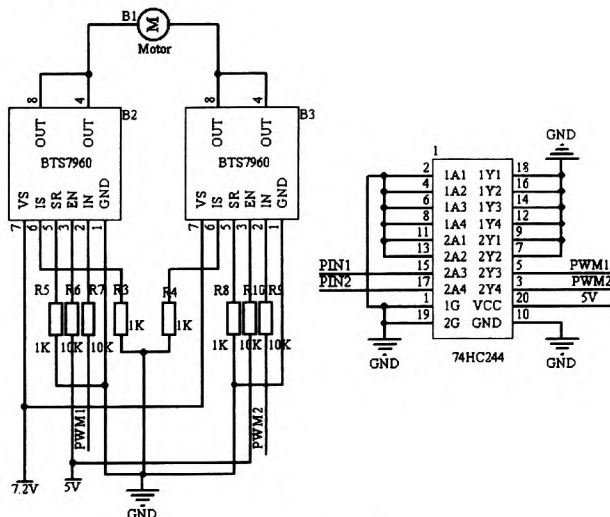 B1
M
Motor
8
4
8
4
OUT
OUT
B2
OUT
OUT
B3
BTS7960
BTS7960
VS
IS
SR
EN
IN
GND
VS
IS
SR
EN
IN
GND
7
6
5
3
2
1
7
6
5
3
2
1
R5
R6
R7
R3
R4
R8
R10
R9
1K
1K
1K
10K
10K
1K
10K
10K
PWM1
PWM2
7.2V
5V
GND
GND
1
2
1A1
1Y1
18
4
1A2
1Y2
16
6
1A3
1Y3
14
8
1A4
1Y4
12
11
2A1
2Y1
9
13
2A2
2Y2
7
PIN1
15
2A3
2Y3
5
PWM1
PIN2
17
2A4
2Y4
3
PWM2
1
1G
VCC
20
5V
19
2G
GND
10
74HC244
GND
GND